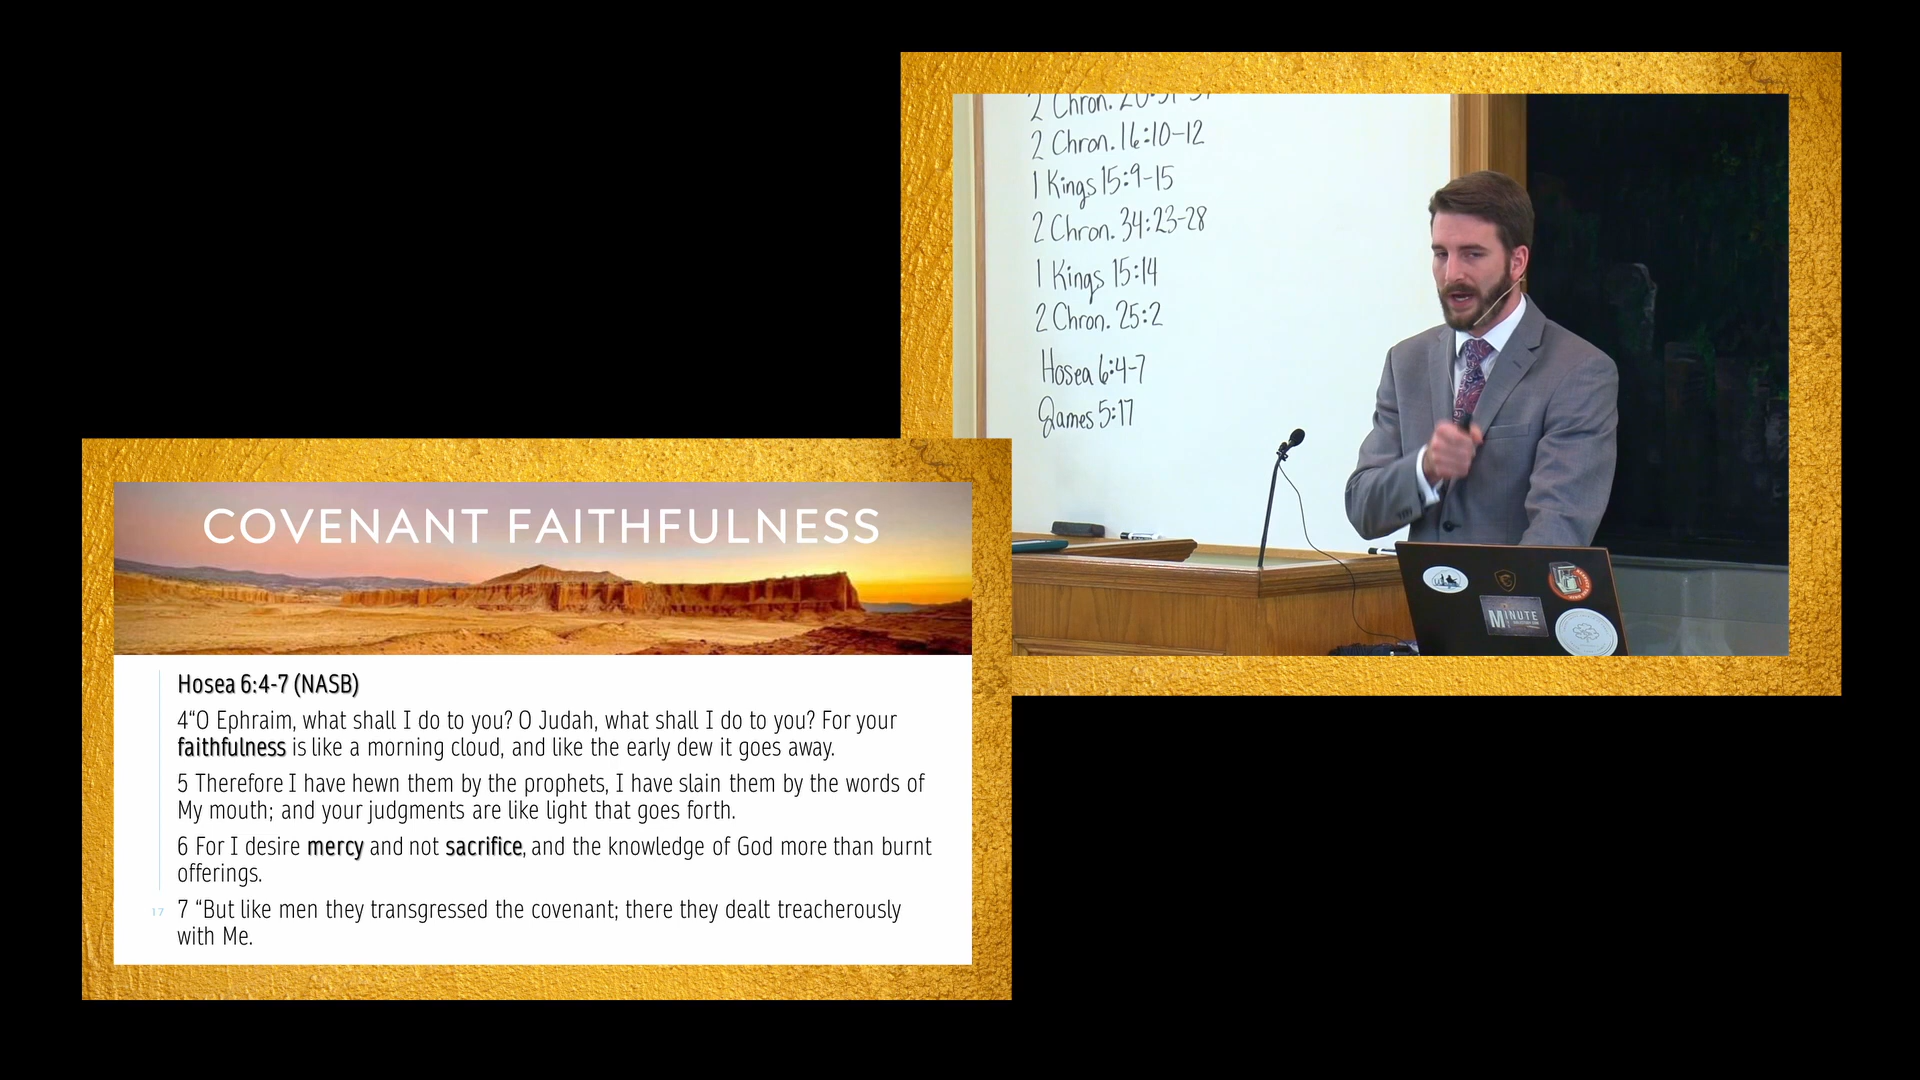 2 Chron. 20:31-37
2 Chron. 16:10-12
1 Kings 15:9-15
2 Chron. 34:23-28
1 Kings 15:14
2 Chron. 25:2
Hosea 6:4-7
James 5:17
MINUTE
COVENANT FAITHFULNESS
Hosea 6:4-7 (NASB)
4“O Ephraim, what shall I do to you? O Judah, what shall I do to you? For your
faithfulness is like a morning cloud, and like the early dew it goes away.
5 Therefore I have hewn them by the prophets, I have slain them by the words of
My mouth; and your judgments are like light that goes forth.
6 For I desire mercy and not sacrifice, and the knowledge of God more than burnt
offerings.
17
7 “But like men they transgressed the covenant; there they dealt treacherously
with Me.